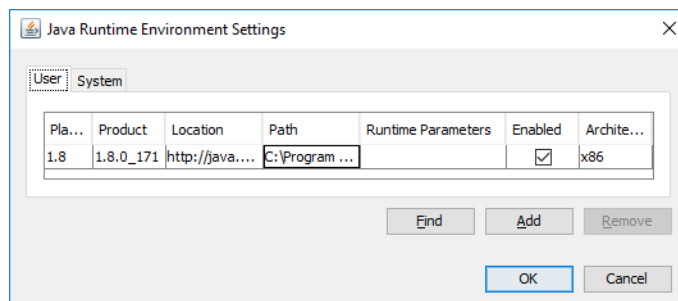 Java Runtime Environment Settings
User System
Pla... Product Location Path Runtime Parameters Enabled Archite...
1.8 1.8.0_171 http://java.... C:\Program ... x86
Find Add Remove
OK Cancel